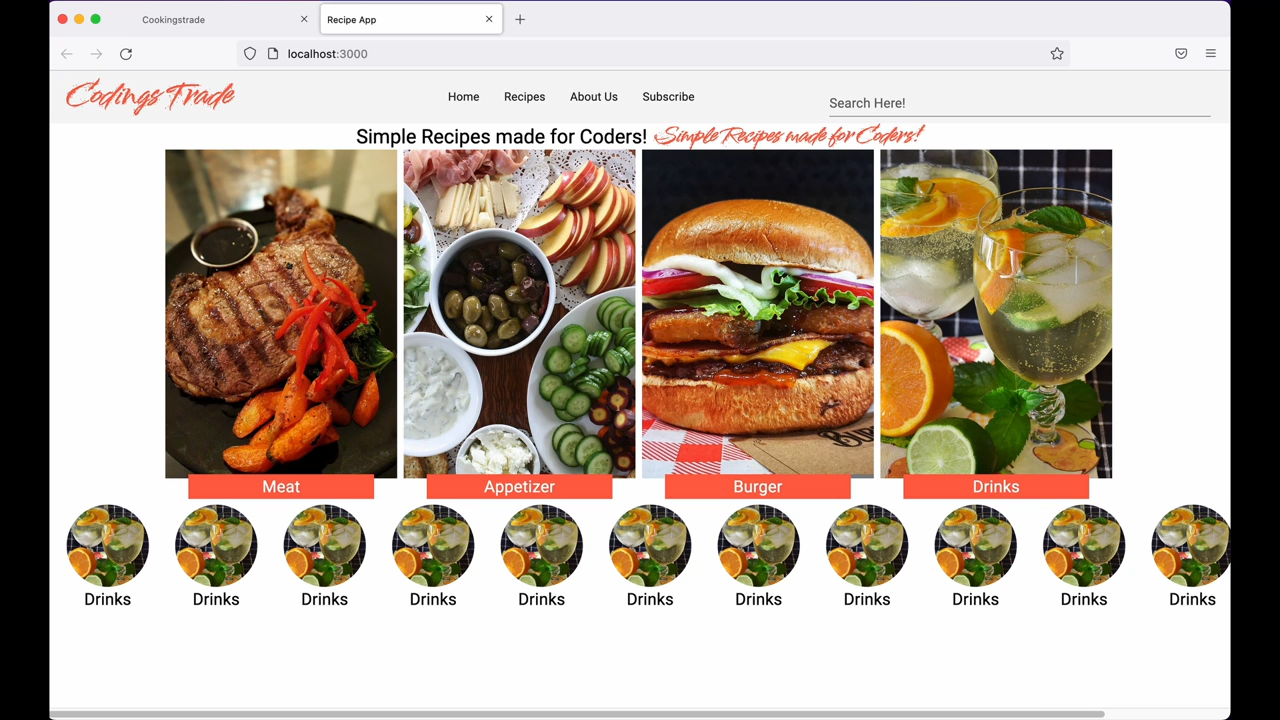 Cookingstrade
Recipe App
localhost:3000
Codings Trade
Home Recipes About Us Subscribe
Search Here!
Simple Recipes made for Coders! Simple Recipes made for Coders!
Meat Appetizer Burger Drinks
Drinks Drinks Drinks Drinks Drinks Drinks Drinks Drinks Drinks Drinks Drinks